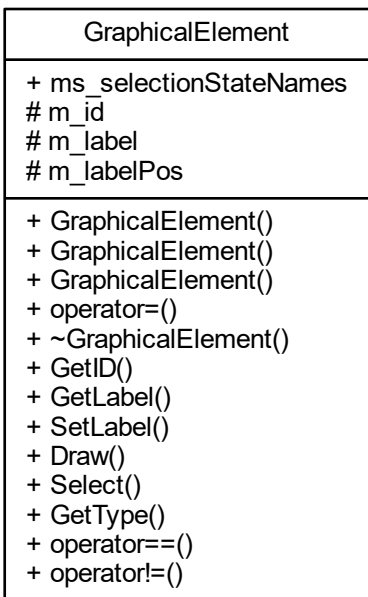 GraphicalElement
+ ms_selectionStateNames
# m_id
# m_label
# m_labelPos
+ GraphicalElement()
+ GraphicalElement()
+ GraphicalElement()
+ operator=()
+ ~GraphicalElement()
+ GetID()
+ GetLabel()
+ SetLabel()
+ Draw()
+ Select()
+ GetType()
+ operator==()
+ operator!=()